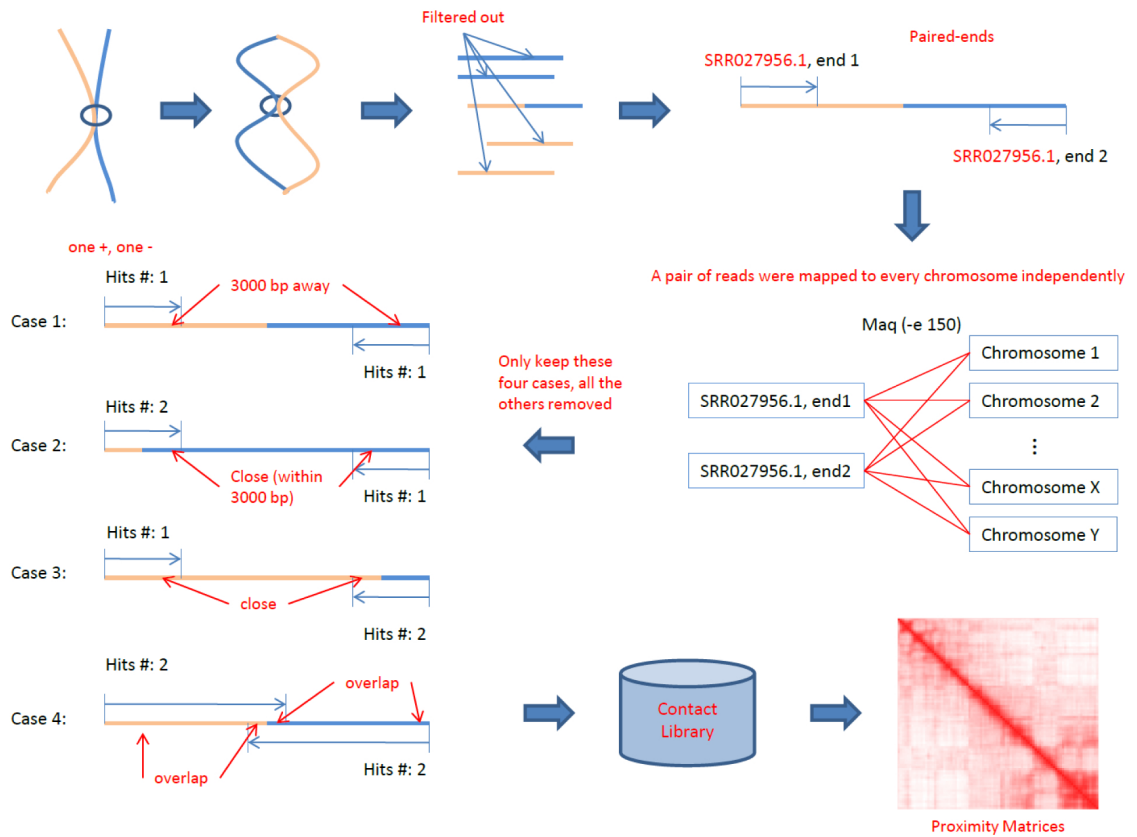 Filtered out
Paired-ends
SRR027956.1, end 1
SRR027956.1, end 2
A pair of reads were mapped to every chromosome independently
Maq (-e 150)
SRR027956.1, end1
SRR027956.1, end2
Chromosome 1
Chromosome 2
...
Chromosome X
Chromosome Y
Only keep these
four cases, all the
others removed
one +, one -
Hits #: 1
3000 bp away
Case 1:
Hits #: 1
Hits #: 2
Case 2:
Close (within
3000 bp)
Hits #: 1
Hits #: 1
Case 3:
close
Hits #: 2
Hits #: 2
overlap
Case 4:
overlap
Hits #: 2
Contact
Library
Proximity Matrices